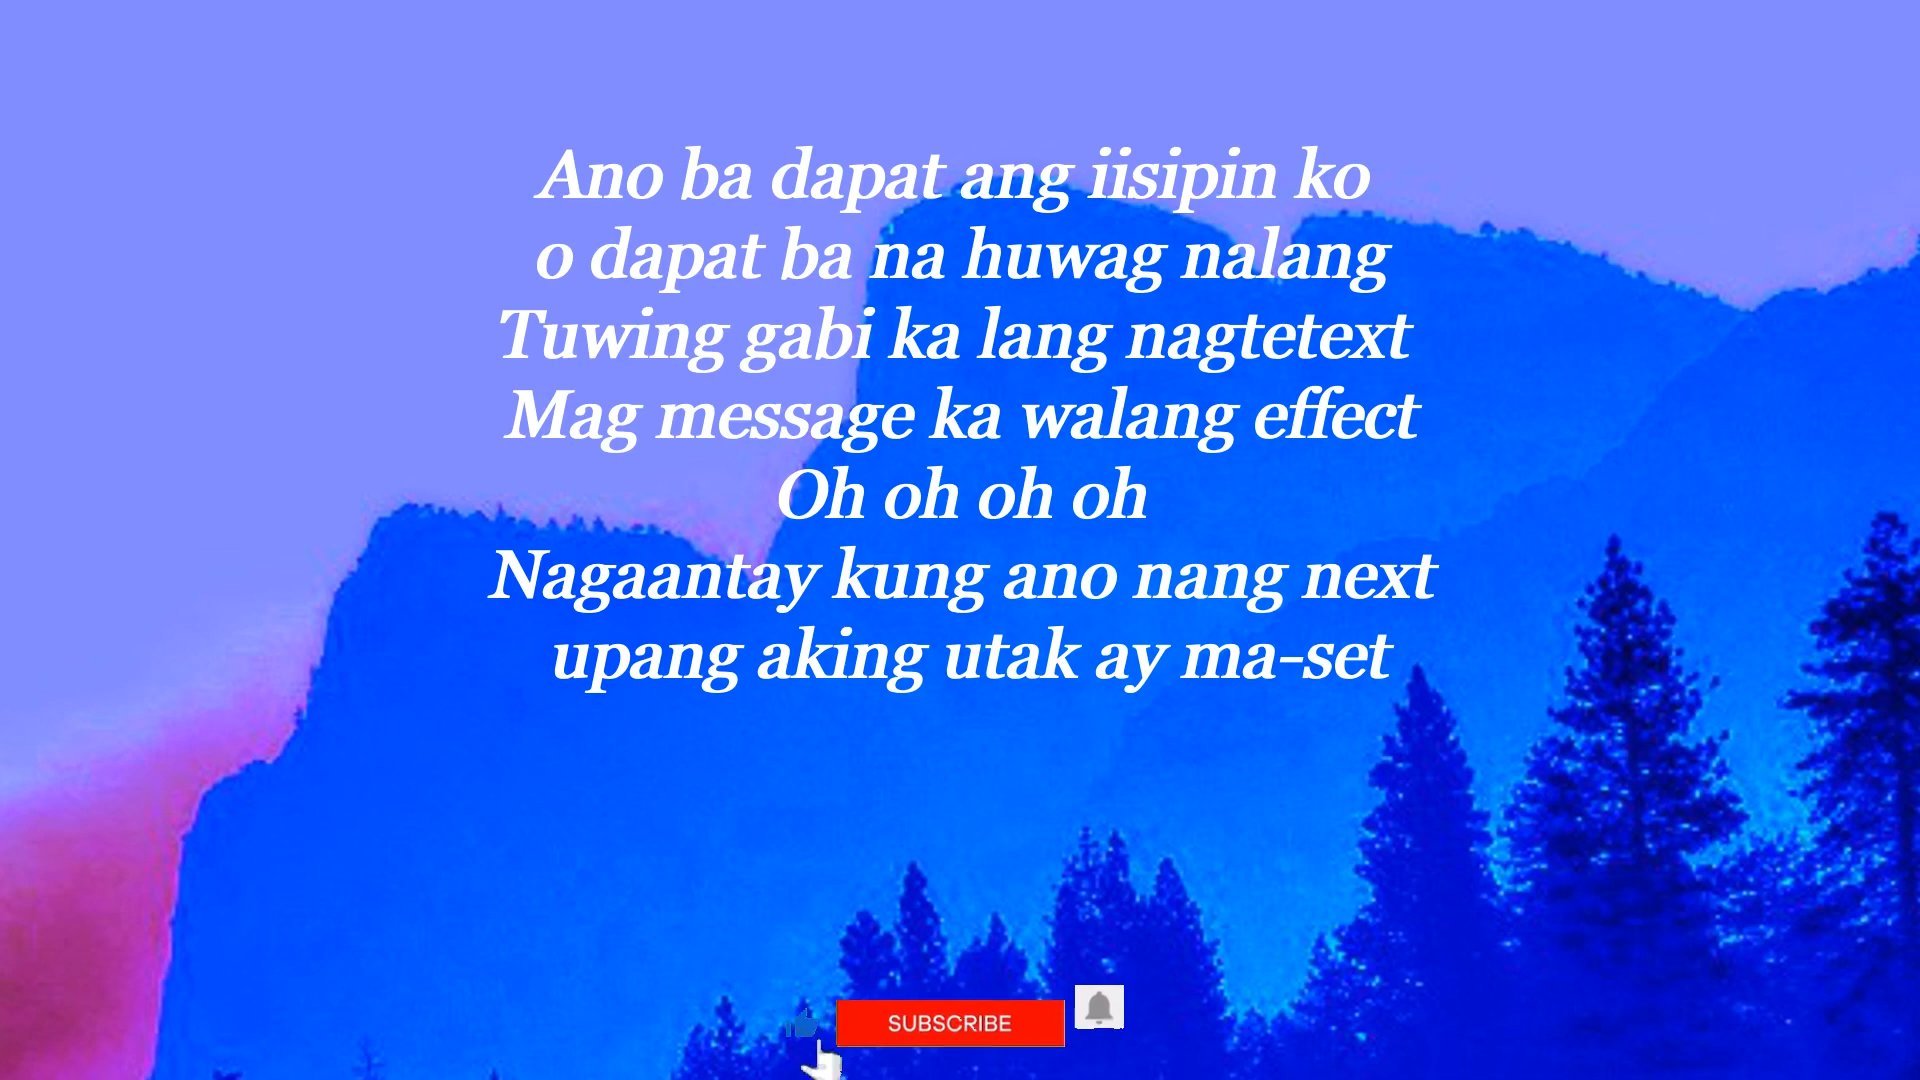 Ano ba dapat ang iisipin ko
o dapat ba na huwag nalang
Tuwing gabi ka lang nagtetext
Mag message ka walang effect
Oh oh oh oh
Nagaantay kung ano nang next
upang aking utak ay ma-set
SUBSCRIBE